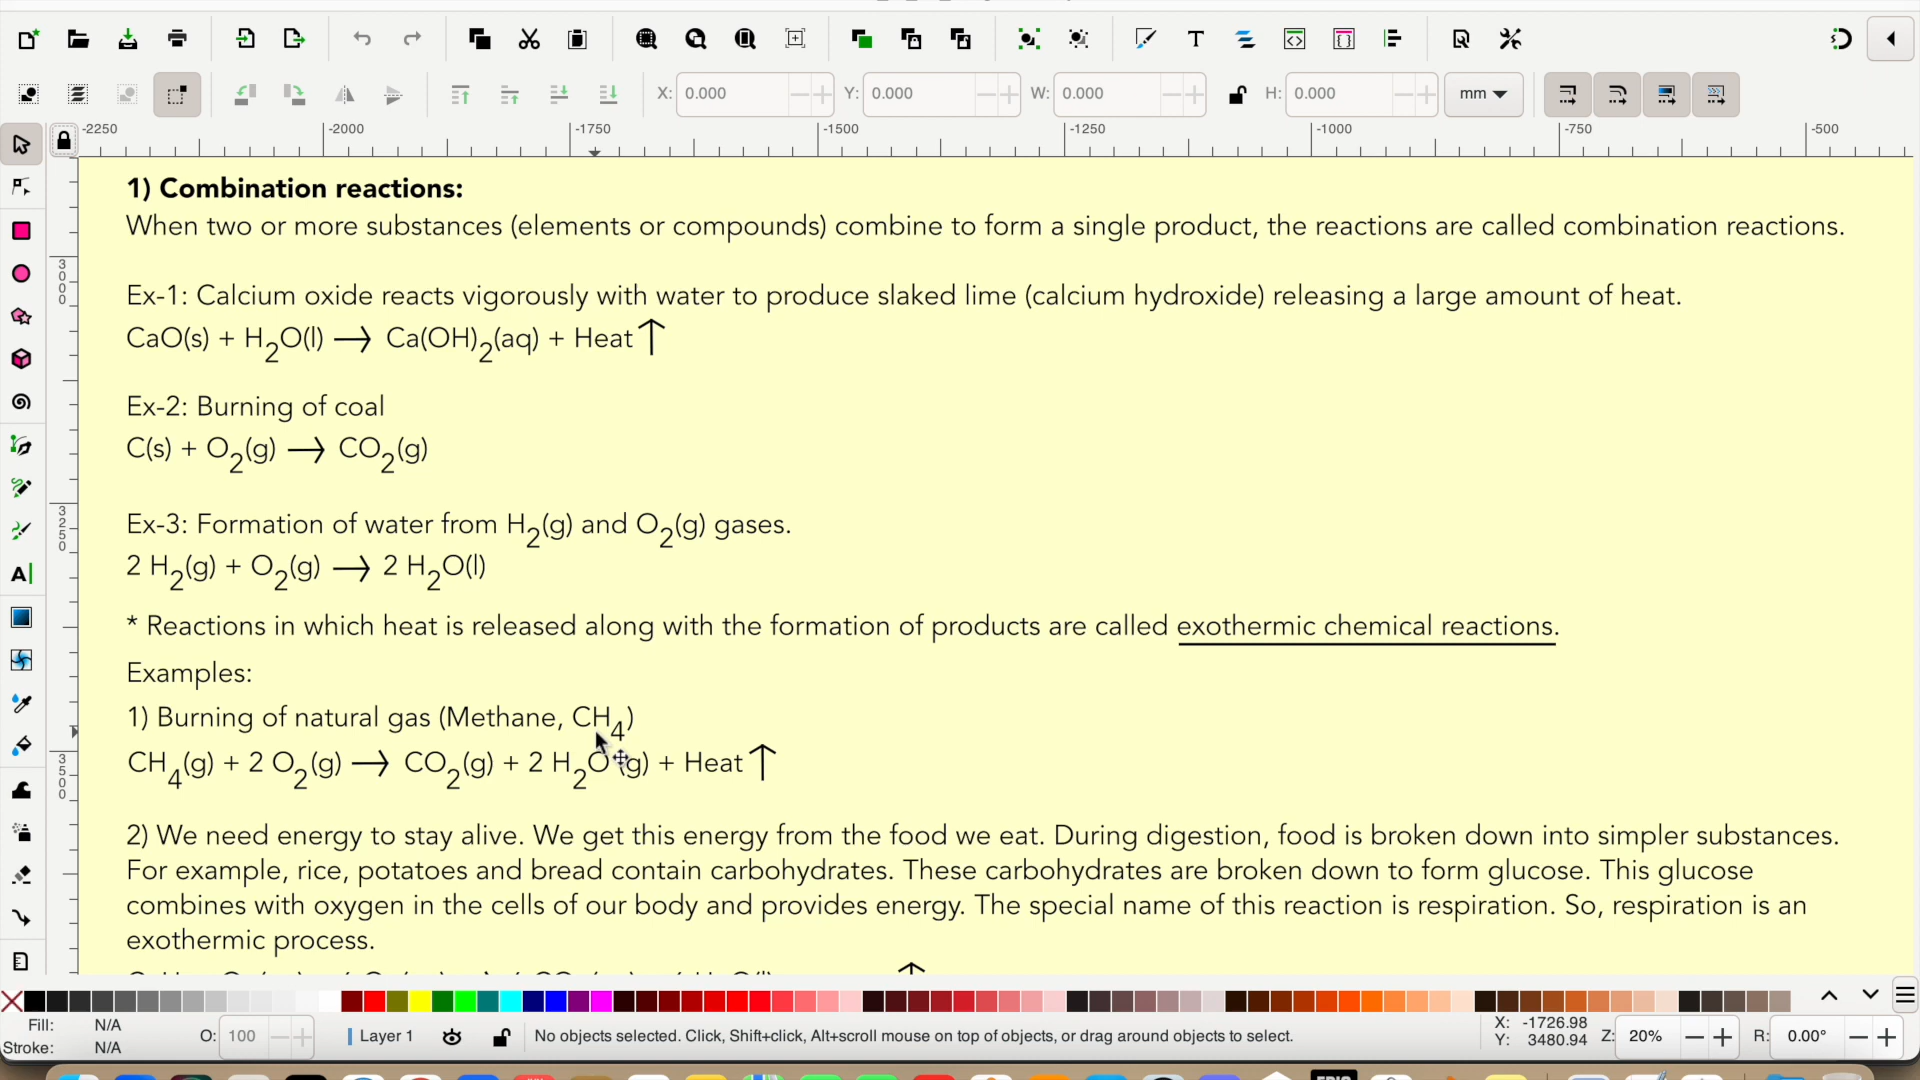 X: 0.000 Y: 0.000 W: 0.000 H: 0.000 mm
-2250 -2000 -1750 -1500 -1250 -1000 -750 -500
1) Combination reactions:
When two or more substances (elements or compounds) combine to form a single product, the reactions are called combination reactions.
3000
Ex-1: Calcium oxide reacts vigorously with water to produce slaked lime (calcium hydroxide) releasing a large amount of heat.
CaO(s) + H₂O(l) → Ca(OH)₂(aq) + Heat ↑
Ex-2: Burning of coal
C(s) + O₂(g) → CO₂(g)
3250
Ex-3: Formation of water from H₂(g) and O₂(g) gases.
2 H₂(g) + O₂(g) → 2 H₂O(l)
* Reactions in which heat is released along with the formation of products are called exothermic chemical reactions.
Examples:
1) Burning of natural gas (Methane, CH₄)
3500
CH₄(g) + 2 O₂(g) → CO₂(g) + 2 H₂O (g) + Heat ↑
2) We need energy to stay alive. We get this energy from the food we eat. During digestion, food is broken down into simpler substances.
For example, rice, potatoes and bread contain carbohydrates. These carbohydrates are broken down to form glucose. This glucose
combines with oxygen in the cells of our body and provides energy. The special name of this reaction is respiration. So, respiration is an
exothermic process.
Fill: N/A
Stroke: N/A
O: 100
Layer 1
No objects selected. Click, Shift+click, Alt+scroll mouse on top of objects, or drag around objects to select.
X: -1726.98
Y: 3480.94
Z: 20%
R: 0.00°